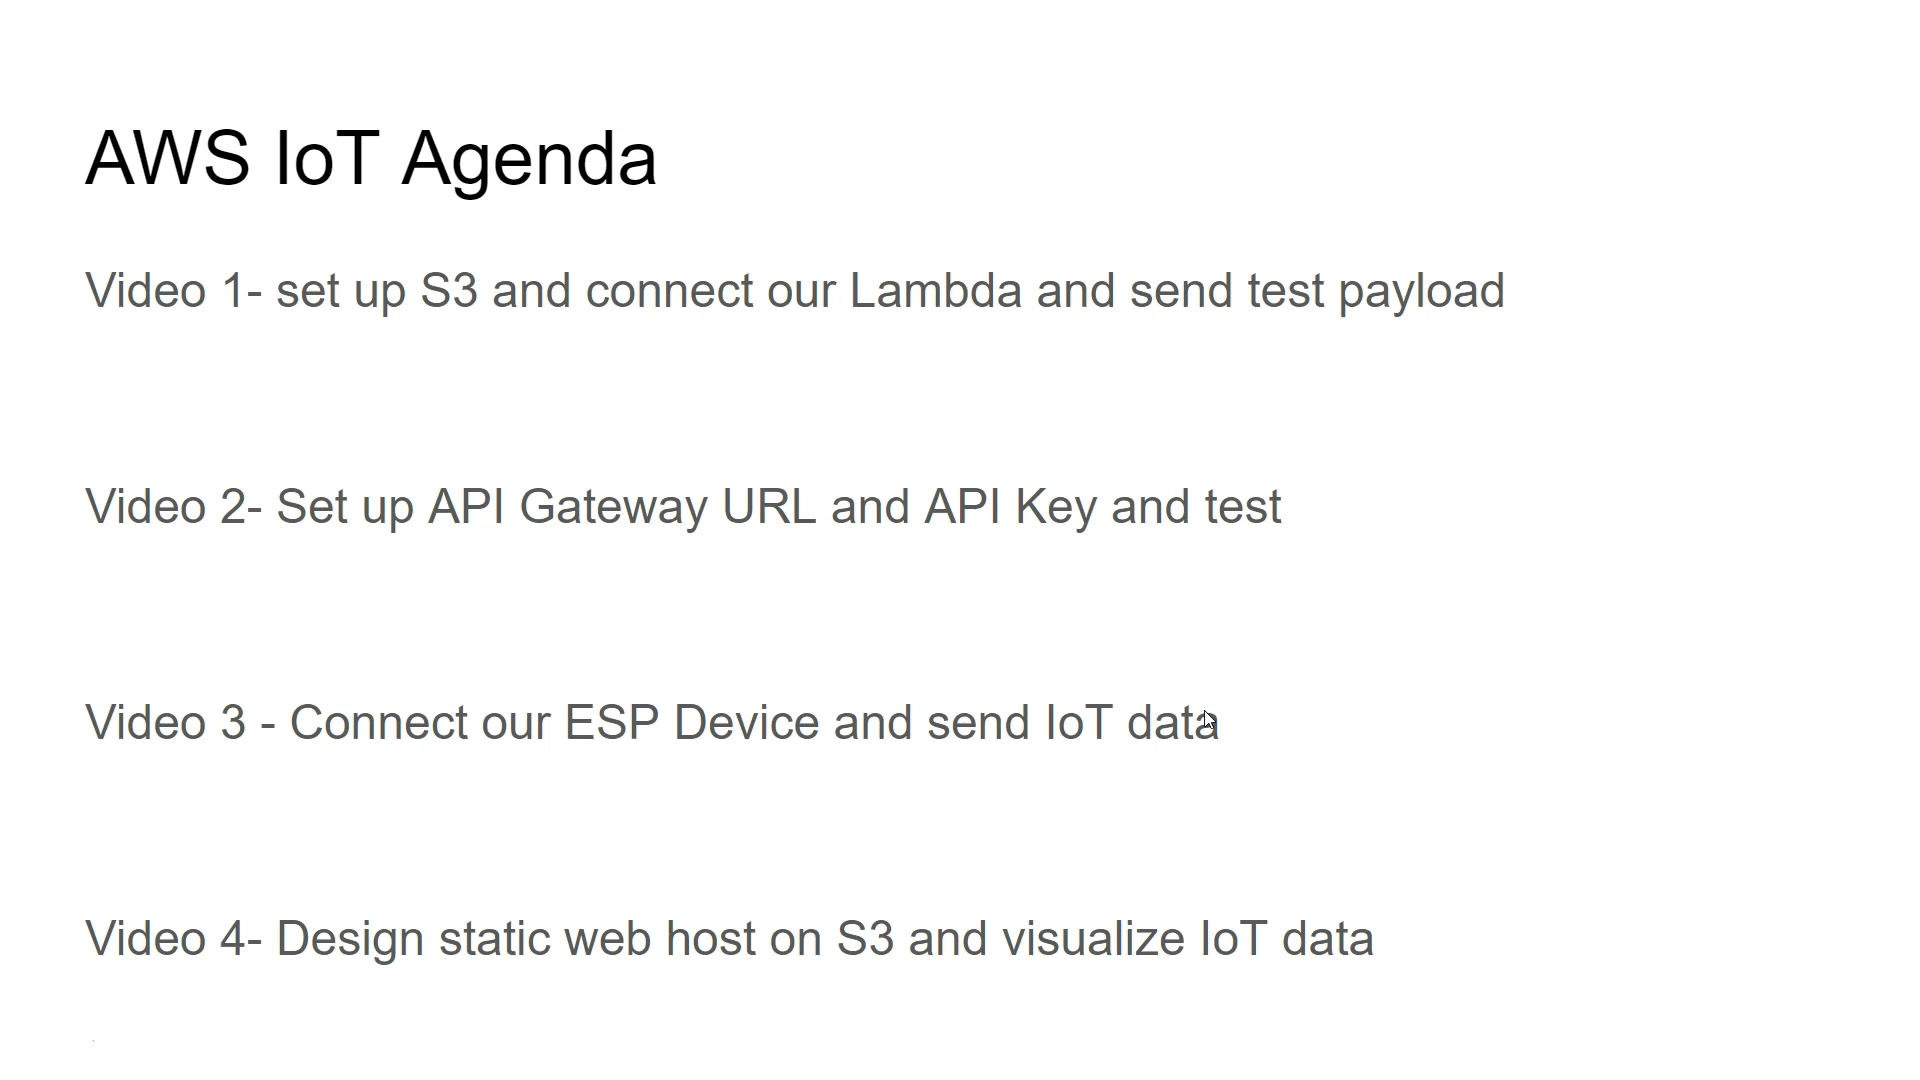 AWS IoT Agenda
Video 1- set up S3 and connect our Lambda and send test payload
Video 2- Set up API Gateway URL and API Key and test
Video 3 - Connect our ESP Device and send IoT data
Video 4- Design static web host on S3 and visualize IoT data